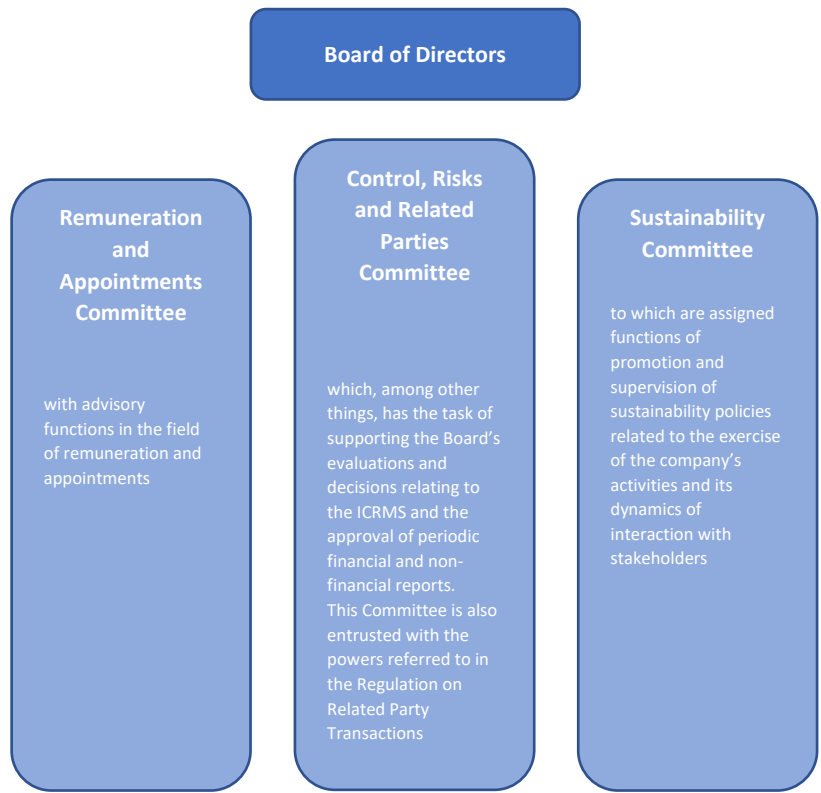 Board of Directors
Remuneration
and
Appointments
Committee
with advisory
functions in the field
of remuneration and
appointments
Control, Risks
and Related
Parties
Committee
which, among other
things, has the task of
supporting the Board’s
evaluations and
decisions relating to
the ICRMS and the
approval of periodic
financial and non-
financial reports.
This Committee is also
entrusted with the
powers referred to in
the Regulation on
Related Party
Transactions
Sustainability
Committee
to which are assigned
functions of
promotion and
supervision of
sustainability policies
related to the exercise
of the company’s
activities and its
dynamics of
interaction with
stakeholders